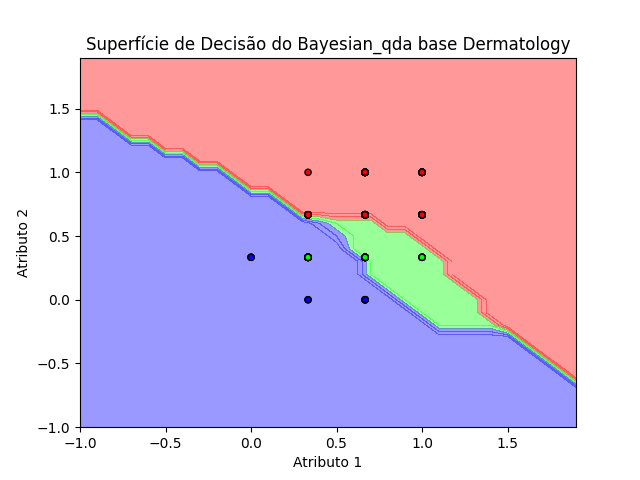 Superfície de Decisão do Bayesian_qda base Dermatology
1.5
1.0
0.5
0.0
−0.5
−1.0
Atributo 2
−1.0 −0.5 0.0 0.5 1.0 1.5
Atributo 1